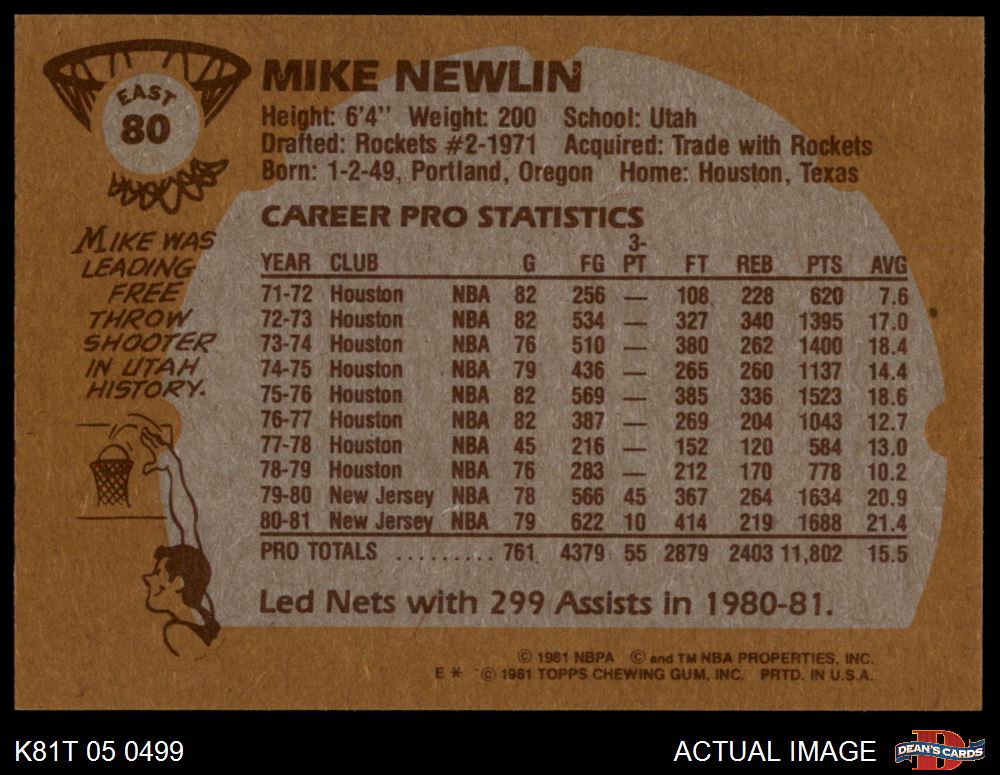 EAST
80
MIKE NEWLIN
Height: 6'4" Weight: 200 School: Utah
Drafted: Rockets #2-1971 Acquired: Trade with Rockets
Born: 1-2-49, Portland, Oregon Home: Houston, Texas
MIKE WAS
LEADING
FREE
THROW
SHOOTER
IN UTAH
HISTORY.
CAREER PRO STATISTICS
YEAR CLUB G FG 3-PT FT REB PTS AVG
71-72 Houston NBA 82 256 — 108 228 620 7.6
72-73 Houston NBA 82 534 — 327 340 1395 17.0
73-74 Houston NBA 76 510 — 380 262 1400 18.4
74-75 Houston NBA 79 436 — 265 260 1137 14.4
75-76 Houston NBA 82 569 — 385 336 1523 18.6
76-77 Houston NBA 82 387 — 269 204 1043 12.7
77-78 Houston NBA 45 216 — 152 120 584 13.0
78-79 Houston NBA 76 283 — 212 170 778 10.2
79-80 New Jersey NBA 78 566 45 367 264 1634 20.9
80-81 New Jersey NBA 79 622 10 414 219 1688 21.4
PRO TOTALS .......... 761 4379 55 2879 2403 11,802 15.5
Led Nets with 299 Assists in 1980-81.
© 1981 NBPA © and TM NBA PROPERTIES, INC.
E * © 1981 TOPPS CHEWING GUM, INC. PRTD. IN U.S.A.
K81T 05 0499
ACTUAL IMAGE
D
DEAN'S CARDS